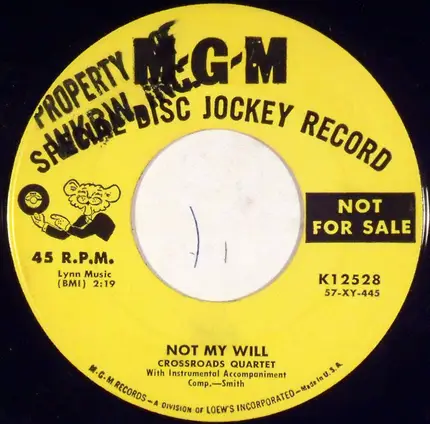 PROPERTY
M-G-M
SPECIAL DISC JOCKEY RECORD
NOT
FOR SALE
45 R.P.M.
Lynn Music
(BMI) 2:19
K12528
57-XY-445
NOT MY WILL
CROSSROADS QUARTET
With Instrumental Accompaniment
Comp.—Smith
M-G-M RECORDS—A DIVISION OF LOEW'S INCORPORATED—Made in U.S.A.